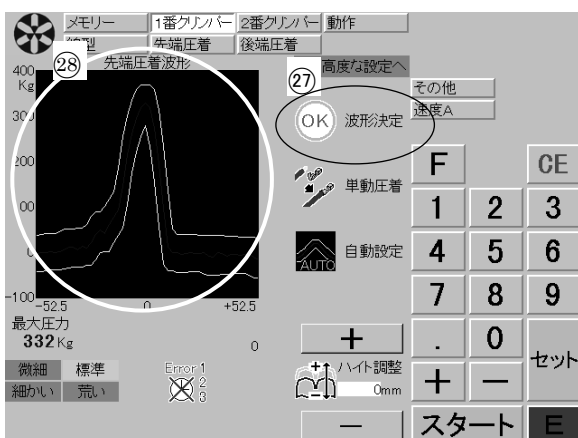 メモリー 1番クリンパー 2番クリンパー 動作
先端圧着 後端圧着
28 先端圧着波形
27 高度な設定へ
その他
速度A
400
Kg
200
-100
-52.5 0 +52.5
OK 波形決定
単動圧着
自動設定
AUTO
F CE
1 2 3
4 5 6
7 8 9
. 0 セット
+ −
スタート E
最大圧力
332 Kg
0
微細 標準
細かい 荒い
Error 1
2
3
+
ハイト調整
0mm
−